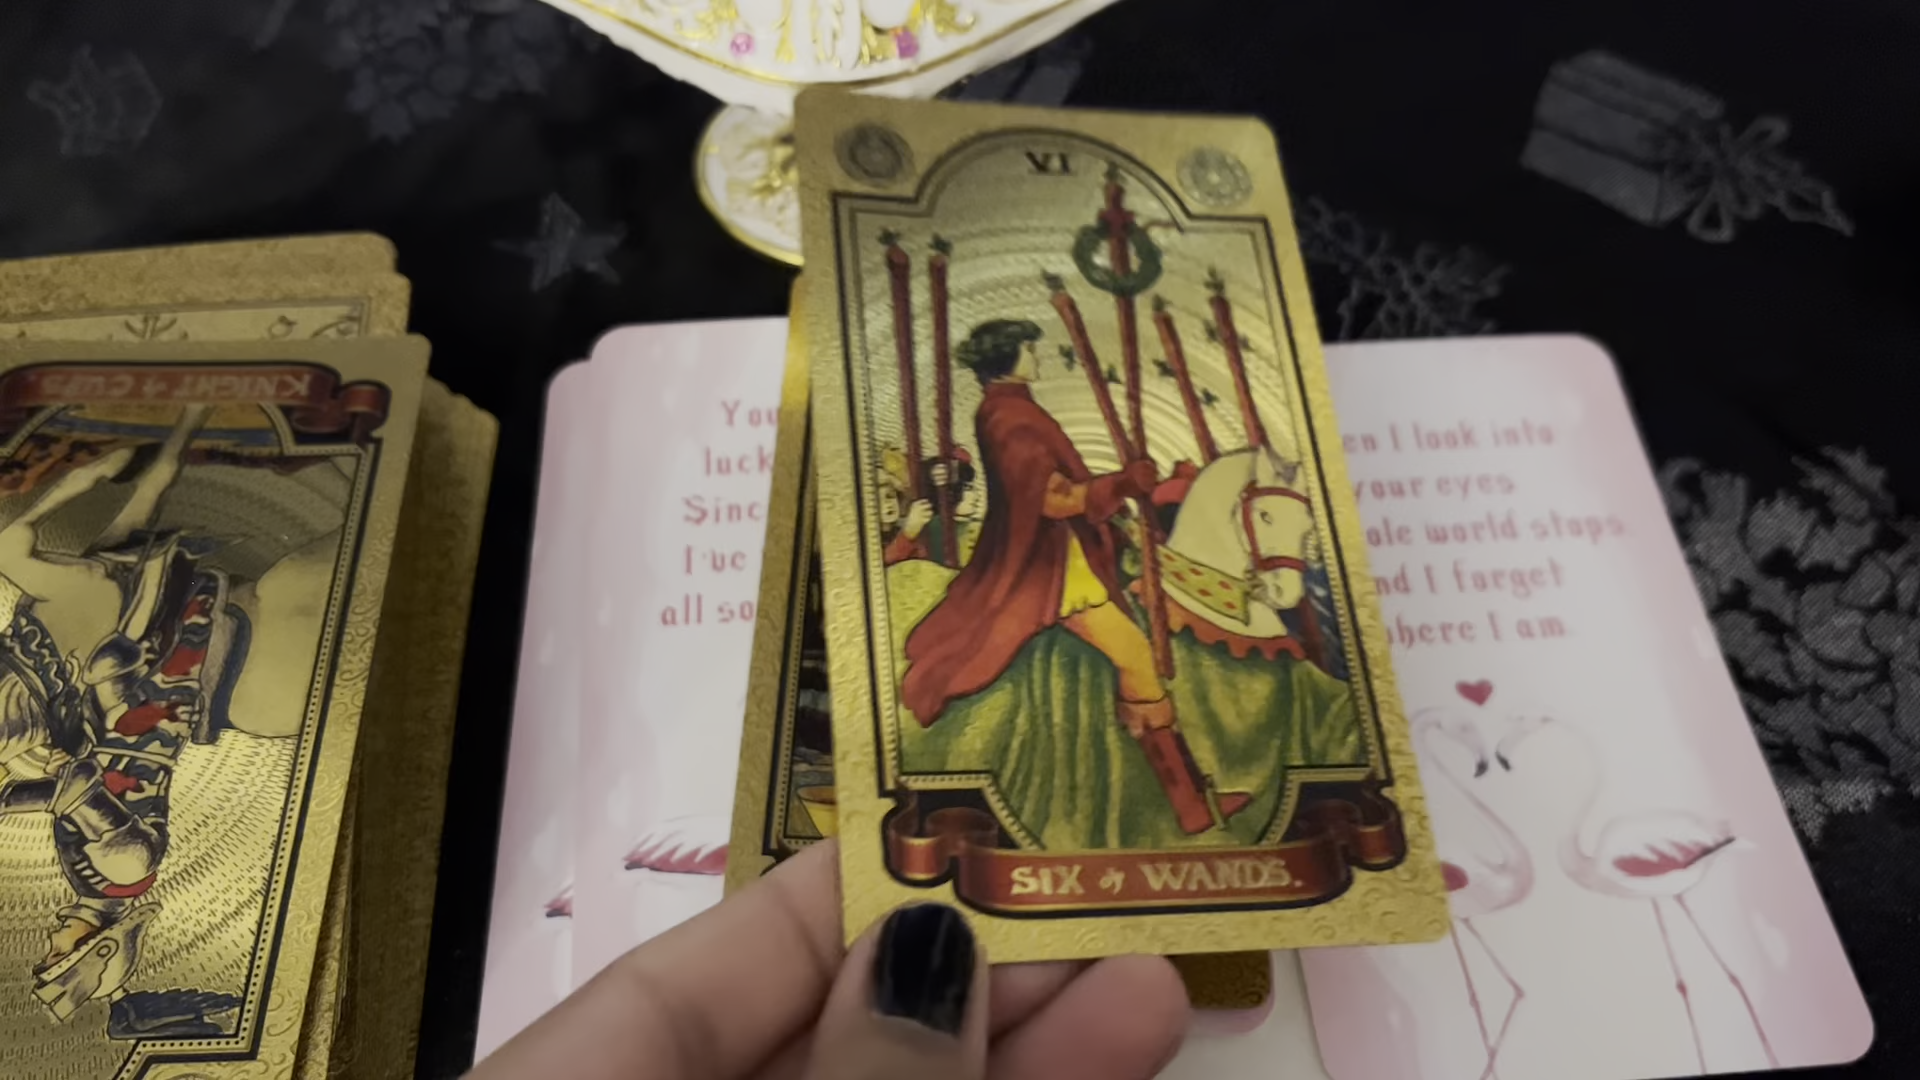 VI
KNIGHT of CUPS.
You
luck
Sinc
I've
all so
en I look into
your eyes
ole world stops
nd I forget
where I am
SIX of WANDS.